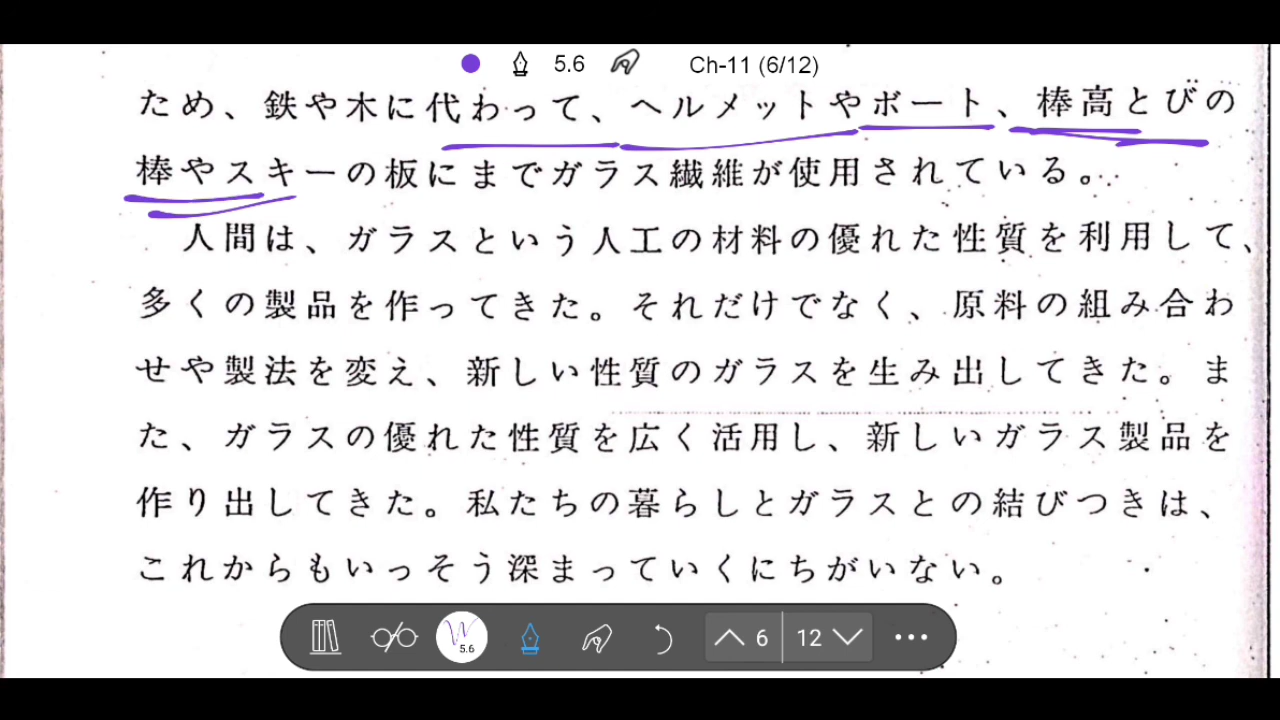 5.6 Ch-11 (6/12)
ため、鉄や木に代わって、ヘルメットやボート、棒高とびの
棒やスキーの板にまでガラス繊維が使用されている。
人間は、ガラスという人工の材料の優れた性質を利用して、
多くの製品を作ってきた。それだけでなく、原料の組み合わ
せや製法を変え、新しい性質のガラスを生み出してきた。ま
た、ガラスの優れた性質を広く活用し、新しいガラス製品を
作り出してきた。私たちの暮らしとガラスとの結びつきは、
これからもいっそう深まっていくにちがいない。
5.6 6 12